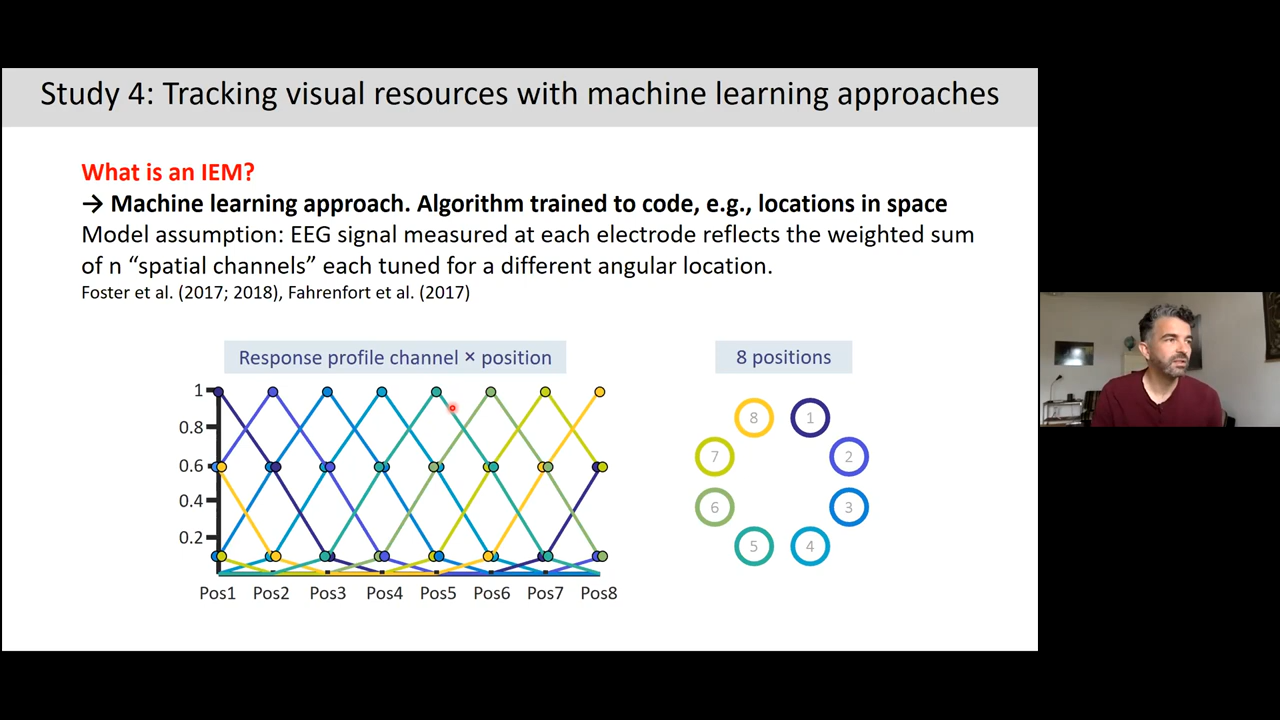 Study 4: Tracking visual resources with machine learning approaches
What is an IEM?
→ Machine learning approach. Algorithm trained to code, e.g., locations in space
Model assumption: EEG signal measured at each electrode reflects the weighted sum
of n “spatial channels” each tuned for a different angular location.
Foster et al. (2017; 2018), Fahrenfort et al. (2017)
Response profile channel × position
1
0.8
0.6
0.4
0.2
Pos1 Pos2 Pos3 Pos4 Pos5 Pos6 Pos7 Pos8
8 positions
8 1
7 2
6 3
5 4